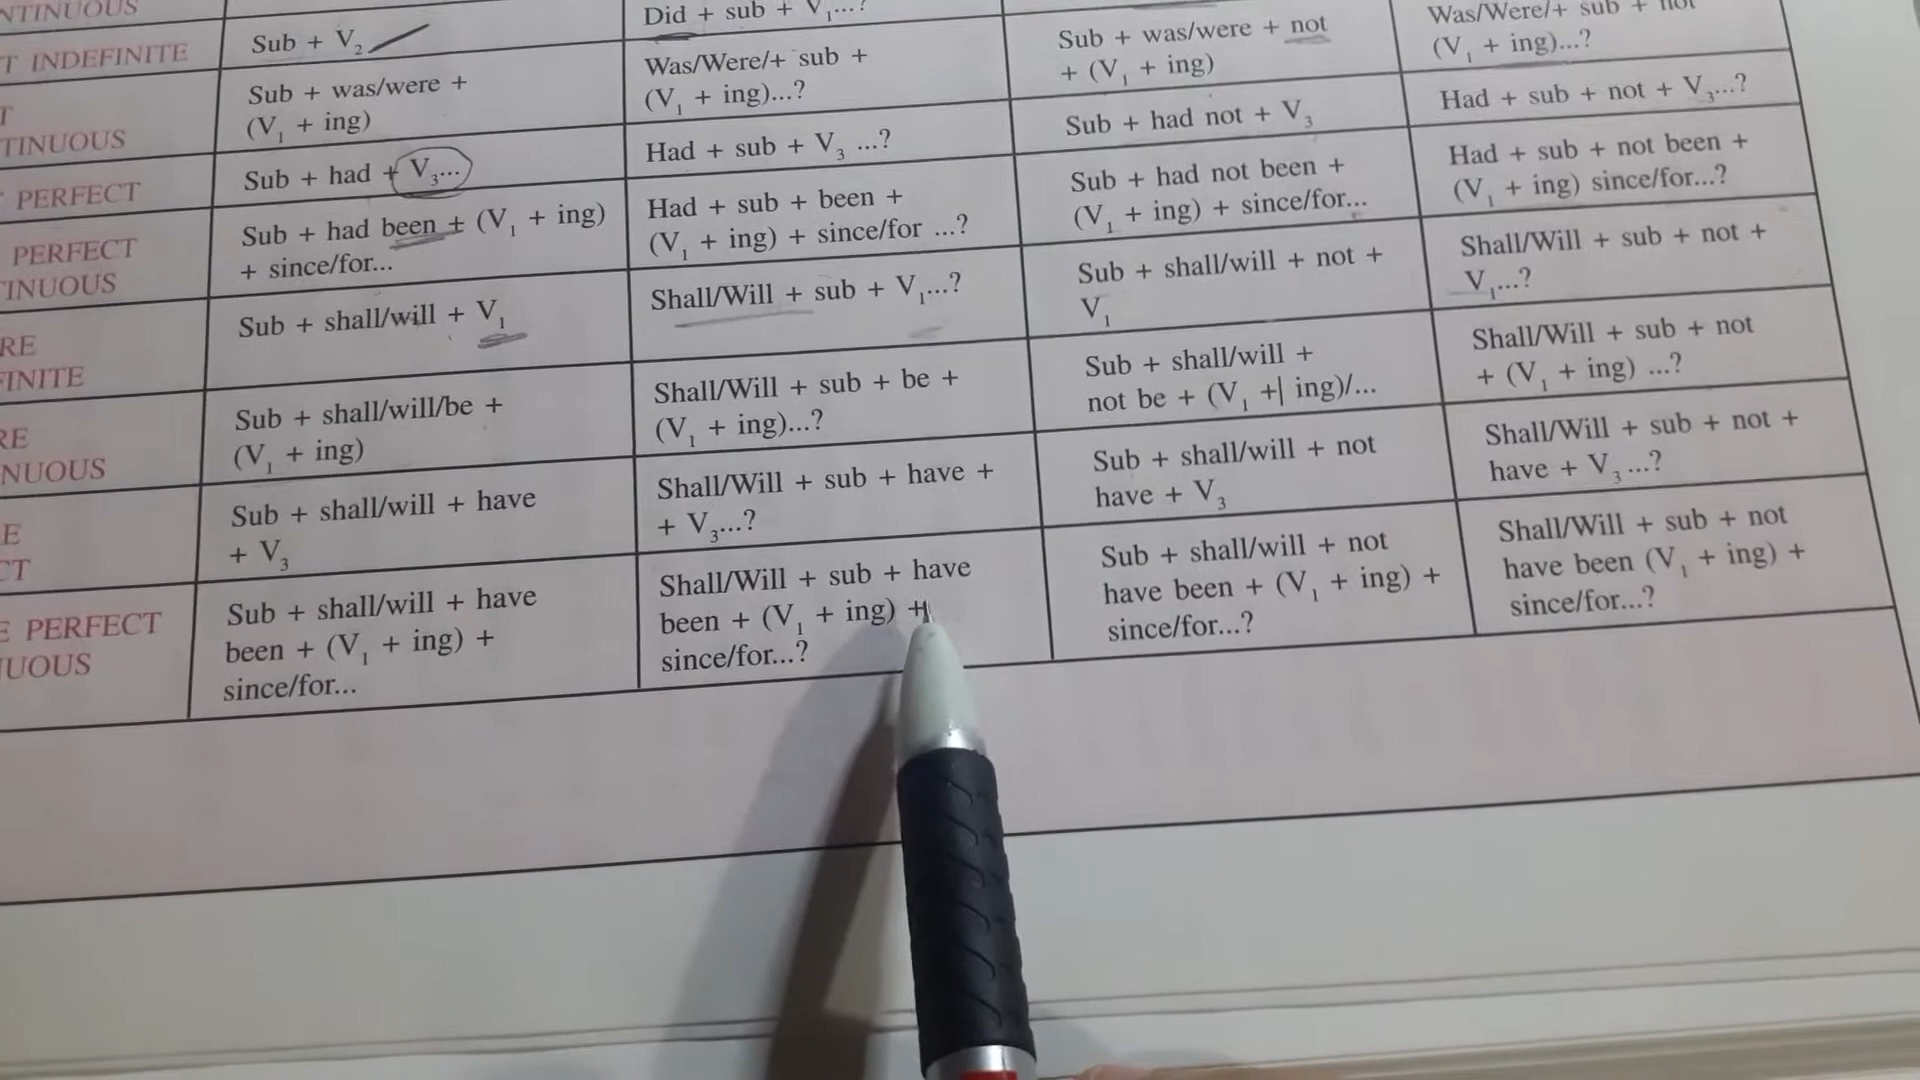 NTINUOUS
T INDEFINITE
Sub + V2
Did + sub + V1...?
Sub + was/were + not
+ (V1 + ing)
Was/Were/+ sub + not
(V1 + ing)...?
T
TINUOUS
Sub + was/were +
(V1 + ing)
Was/Were/+ sub +
(V1 + ing)...?
Sub + had not + V3
Had + sub + not + V3...?
PERFECT
Sub + had + V3...
Had + sub + V3 ...?
Sub + had not been +
(V1 + ing) + since/for...
Had + sub + not been +
(V1 + ing) since/for...?
PERFECT
INUOUS
Sub + had been + (V1 + ing)
+ since/for...
Had + sub + been +
(V1 + ing) + since/for ...?
Sub + shall/will + not +
V1
Shall/Will + sub + not +
V1...?
RE
FINITE
Sub + shall/will + V1
Shall/Will + sub + V1...?
Sub + shall/will +
not be + (V1 +| ing)/...
Shall/Will + sub + not
+ (V1 + ing) ...?
RE
NUOUS
Sub + shall/will/be +
(V1 + ing)
Shall/Will + sub + be +
(V1 + ing)...?
Sub + shall/will + not
have + V3
Shall/Will + sub + not +
have + V3...?
E
CT
Sub + shall/will + have
+ V3
Shall/Will + sub + have +
+ V3...?
Sub + shall/will + not
have been + (V1 + ing) +
since/for...?
Shall/Will + sub + not
have been (V1 + ing) +
since/for...?
E PERFECT
UOUS
Sub + shall/will + have
been + (V1 + ing) +
since/for...
Shall/Will + sub + have
been + (V1 + ing) +
since/for...?